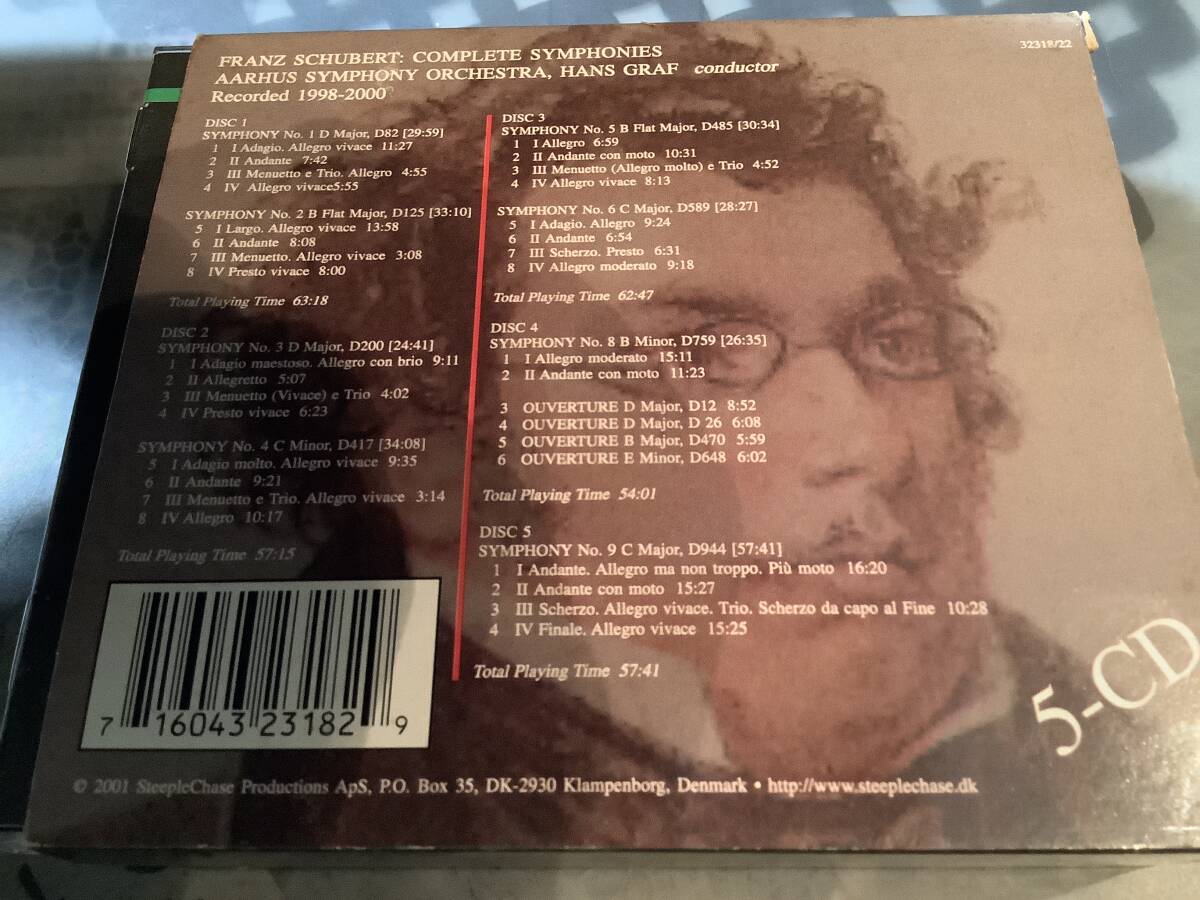 FRANZ SCHUBERT: COMPLETE SYMPHONIES
AARHUS SYMPHONY ORCHESTRA, HANS GRAF conductor
Recorded 1998-2000
32318/22
DISC 1
SYMPHONY No. 1 D Major, D82 [29:59]
1 I Adagio. Allegro vivace 11:27
2 II Andante 7:42
3 III Menuetto e Trio. Allegro 4:55
4 IV Allegro vivace5:55
SYMPHONY No. 2 B Flat Major, D125 [33:10]
5 I Largo. Allegro vivace 13:58
6 II Andante 8:08
7 III Menuetto. Allegro vivace 3:08
8 IV Presto vivace 8:00
Total Playing Time 63:18
DISC 2
SYMPHONY No. 3 D Major, D200 [24:41]
1 I Adagio maestoso. Allegro con brio 9:11
2 II Allegretto 5:07
3 III Menuetto (Vivace) e Trio 4:02
4 IV Presto vivace 6:23
SYMPHONY No. 4 C Minor, D417 [34:08]
5 I Adagio molto. Allegro vivace 9:35
6 II Andante 9:21
7 III Menuetto e Trio. Allegro vivace 3:14
8 IV Allegro 10:17
Total Playing Time 57:15
DISC 3
SYMPHONY No. 5 B Flat Major, D485 [30:34]
1 I Allegro 6:59
2 II Andante con moto 10:31
3 III Menuetto (Allegro molto) e Trio 4:52
4 IV Allegro vivace 8:13
SYMPHONY No. 6 C Major, D589 [28:27]
5 I Adagio. Allegro 9:24
6 II Andante 6:54
7 III Scherzo. Presto 6:31
8 IV Allegro moderato 9:18
Total Playing Time 62:47
DISC 4
SYMPHONY No. 8 B Minor, D759 [26:35]
1 I Allegro moderato 15:11
2 II Andante con moto 11:23
3 OUVERTURE D Major, D12 8:52
4 OUVERTURE D Major, D 26 6:08
5 OUVERTURE B Major, D470 5:59
6 OUVERTURE E Minor, D648 6:02
Total Playing Time 54:01
DISC 5
SYMPHONY No. 9 C Major, D944 [57:41]
1 I Andante. Allegro ma non troppo. Più moto 16:20
2 II Andante con moto 15:27
3 III Scherzo. Allegro vivace. Trio. Scherzo da capo al Fine 10:28
4 IV Finale. Allegro vivace 15:25
Total Playing Time 57:41
5-CD
7 16043 23182 9
© 2001 SteepleChase Productions ApS, P.O. Box 35, DK-2930 Klampenborg, Denmark • http://www.steeplechase.dk